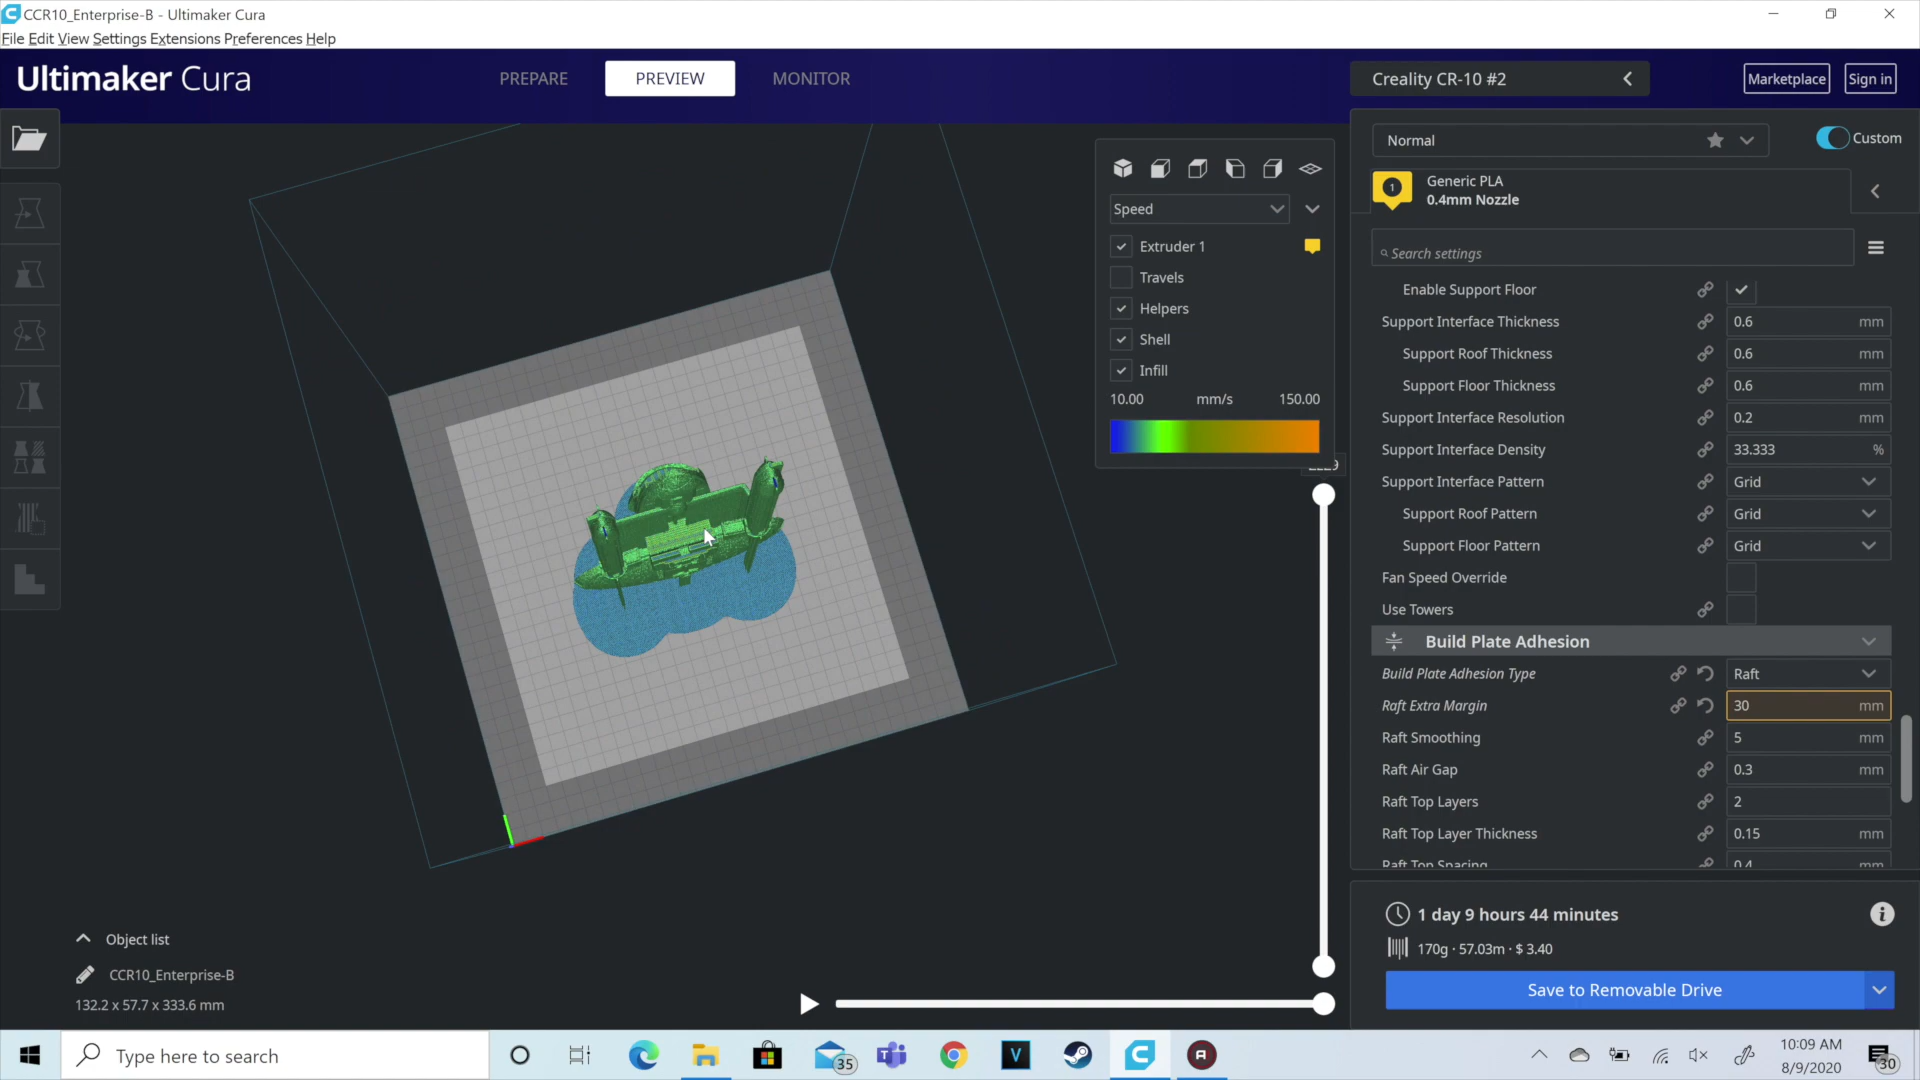 CCR10_Enterprise-B - Ultimaker Cura
File Edit View Settings Extensions Preferences Help
Ultimaker Cura
PREPARE
PREVIEW
MONITOR
Creality CR-10 #2
Marketplace
Sign in
Normal
Custom
1
Generic PLA
0.4mm Nozzle
Search settings
Speed
Extruder 1
Travels
Helpers
Shell
Infill
10.00 mm/s 150.00
Enable Support Floor
Support Interface Thickness 0.6 mm
Support Roof Thickness 0.6 mm
Support Floor Thickness 0.6 mm
Support Interface Resolution 0.2 mm
Support Interface Density 33.333 %
Support Interface Pattern Grid
Support Roof Pattern Grid
Support Floor Pattern Grid
Fan Speed Override
Use Towers
Build Plate Adhesion
Build Plate Adhesion Type Raft
Raft Extra Margin 30 mm
Raft Smoothing 5 mm
Raft Air Gap 0.3 mm
Raft Top Layers 2
Raft Top Layer Thickness 0.15 mm
Raft Top Spacing 0.4 mm
1 day 9 hours 44 minutes
170g · 57.03m · $ 3.40
Save to Removable Drive
Object list
CCR10_Enterprise-B
132.2 x 57.7 x 333.6 mm
Type here to search
35
V
A
10:09 AM
8/9/2020
30